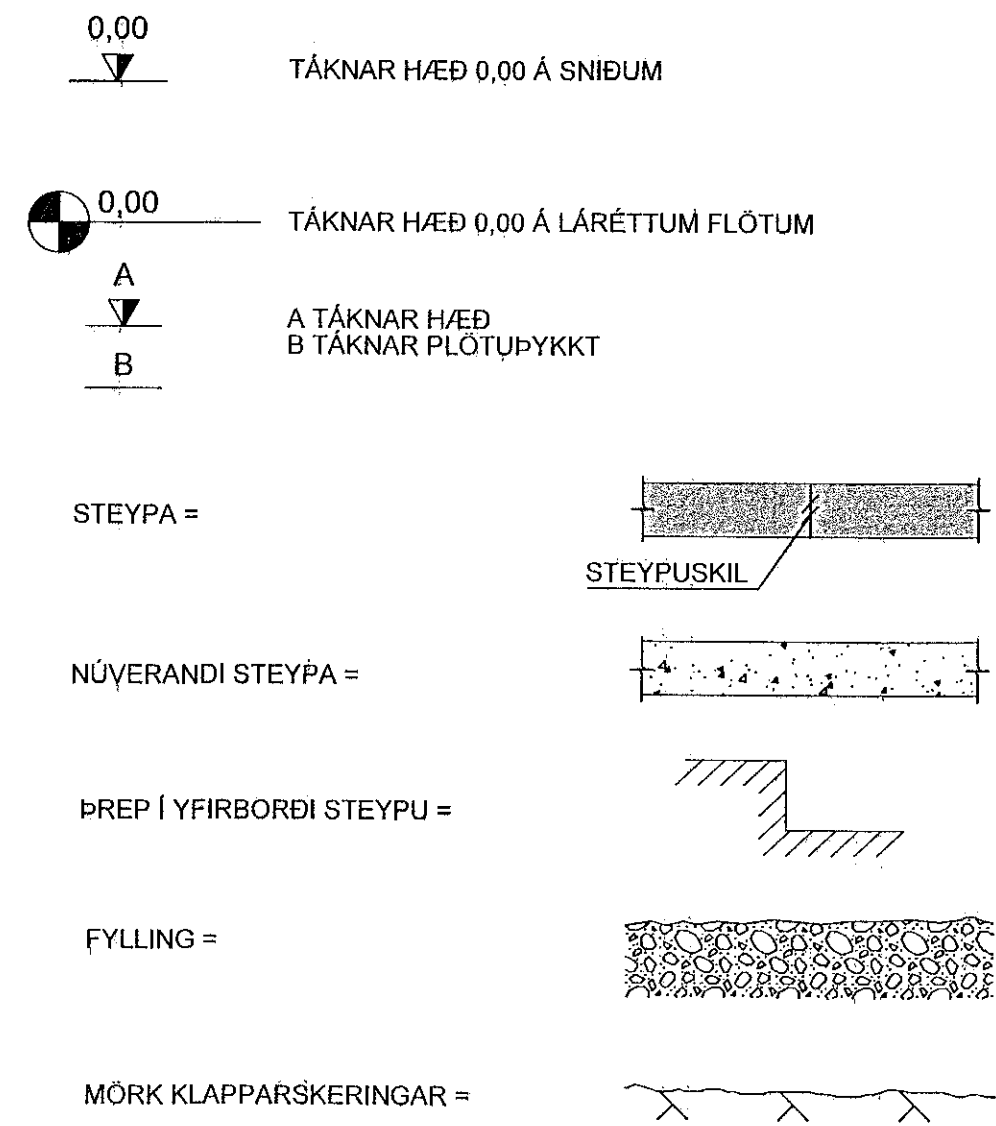 0,00
TÁKNAR HÆÐ 0,00 Á SNIÐUM
0,00
TÁKNAR HÆÐ 0,00 Á LÁRÉTTUM FLÖTUM
A
A TÁKNAR HÆÐ
B TÁKNAR PLÖTUÞYKKT
B
STEYPA =
STEYPUSKIL
NÚVERANDI STEYPA =
ÞREP Í YFIRBORÐI STEYPU =
FYLLING =
MÖRK KLAPPARSKERINGAR =